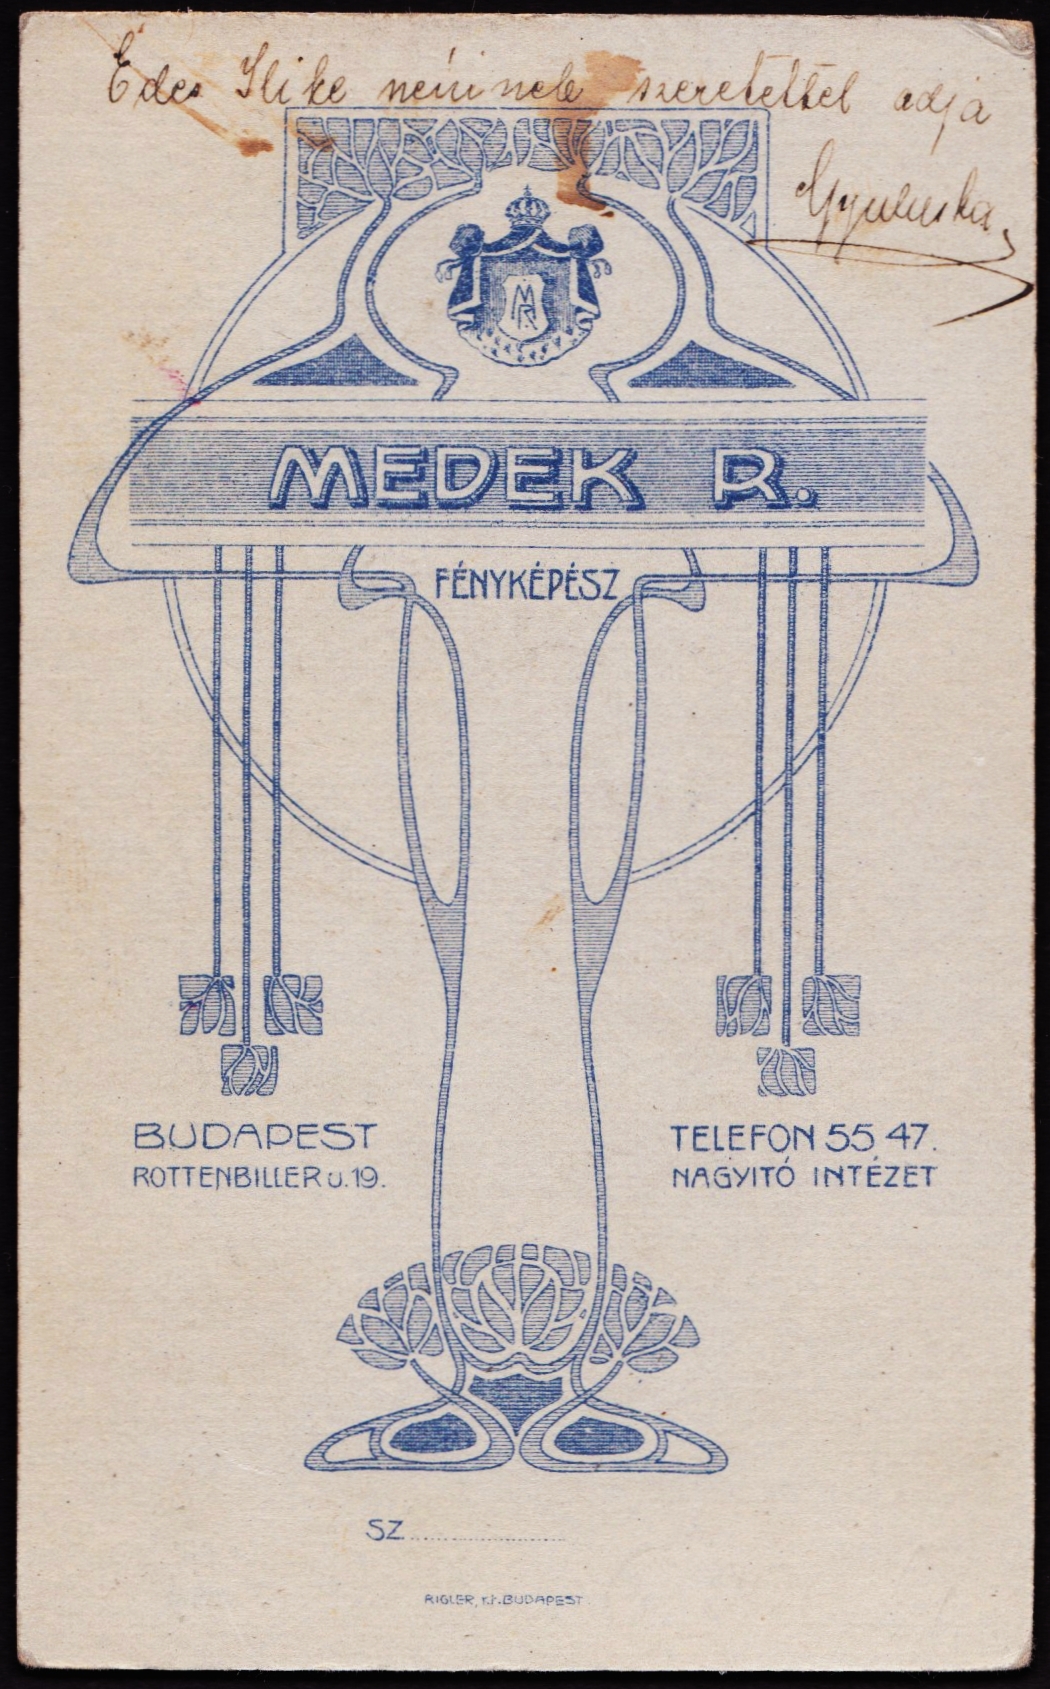 Édes Ilike néninek szeretettel adja
Gyuluska
MR
MEDEK R.
FÉNYKÉPÉSZ
BUDAPEST
ROTTENBILLER U. 19.
TELEFON 55 47.
NAGYITÓ INTÉZET
SZ..............................
RIGLER, r.t. BUDAPEST.